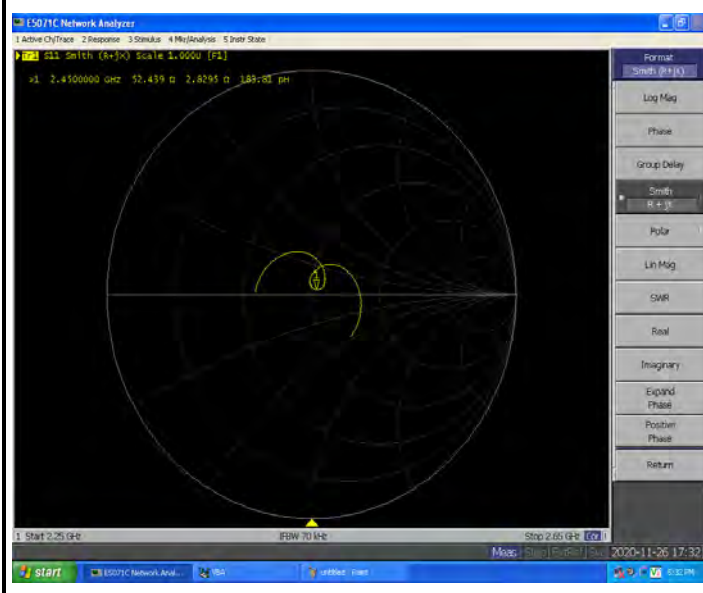 E5071C Network Analyzer
1 Active Ch/Trace 2 Response 3 Stimulus 4 Mkr/Analysis 5 Instr State
Tr1 S11 Smith (R+jX) Scale 1.000U [F1]
>1 2.4500000 GHz 52.439 Ω 2.8295 Ω 183.81 pH
Format
Smith (R+jX)
Log Mag
Phase
Group Delay
Smith
R + jX
Polar
Lin Mag
SWR
Real
Imaginary
Expand
Phase
Positive
Phase
Return
1 Start 2.25 GHz IFBW 70 kHz Stop 2.65 GHz Cor !
Meas Stop ExtRef Svc 2020-11-26 17:32
start E5071C Network Anal... VBA untitled - Paint